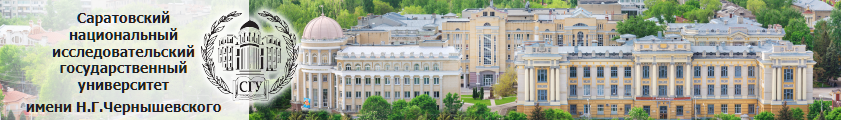 Саратовский
национальный
исследовательский
государственный
университет
имени Н.Г.Чернышевского
СГУ